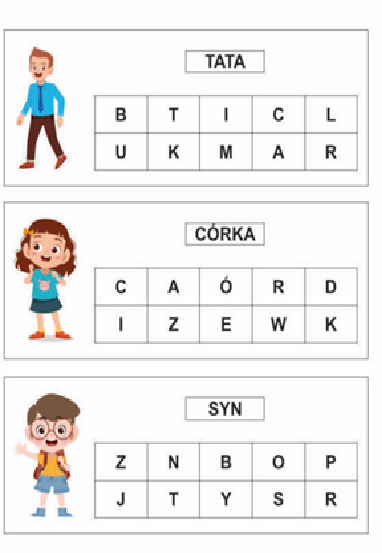 TATA
B T I C L
U K M A R
CÓRKA
C A Ó R D
I Z E W K
SYN
Z N B O P
J T Y S R